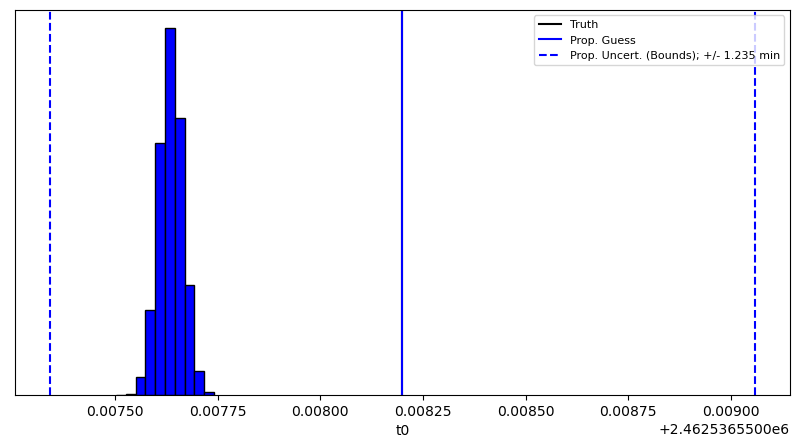 Truth
Prop. Guess
Prop. Uncert. (Bounds); +/- 1.235 min
0.00750 0.00775 0.00800 0.00825 0.00850 0.00875 0.00900
t0 +2.4625365500e6